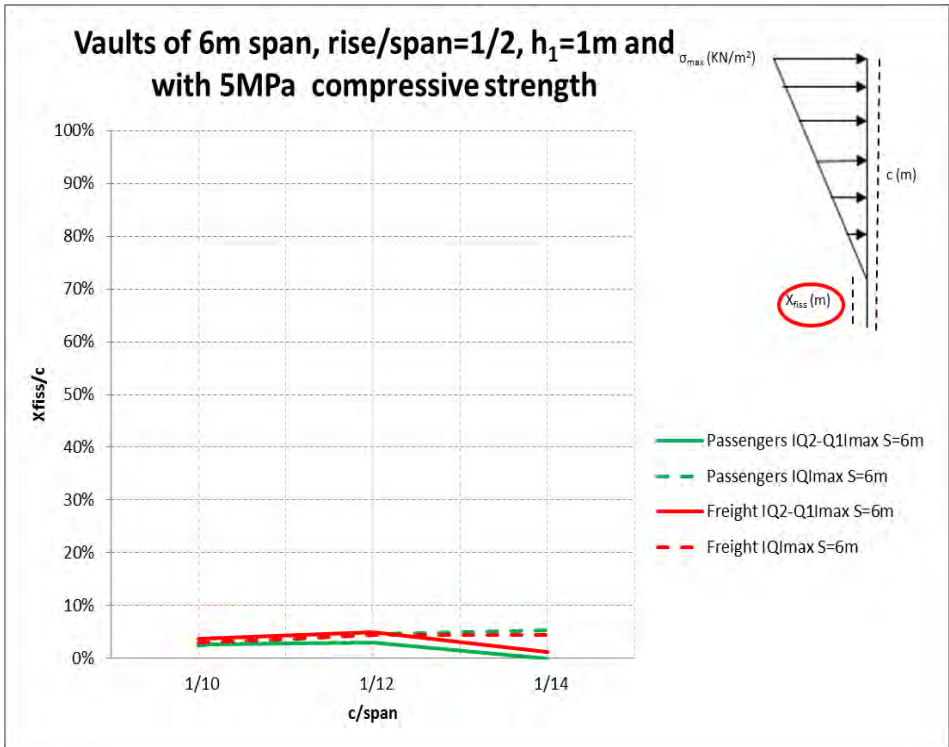 Vaults of 6m span, rise/span=1/2, h₁=1m and
with 5MPa compressive strength
σmax (KN/m²)
c (m)
Xfiss (m)
100%
90%
80%
70%
60%
50%
40%
30%
20%
10%
0%
Xfiss/c
1/10
1/12
1/14
c/span
Passengers IQ2-Q1Imax S=6m
Passengers IQImax S=6m
Freight IQ2-Q1Imax S=6m
Freight IQImax S=6m